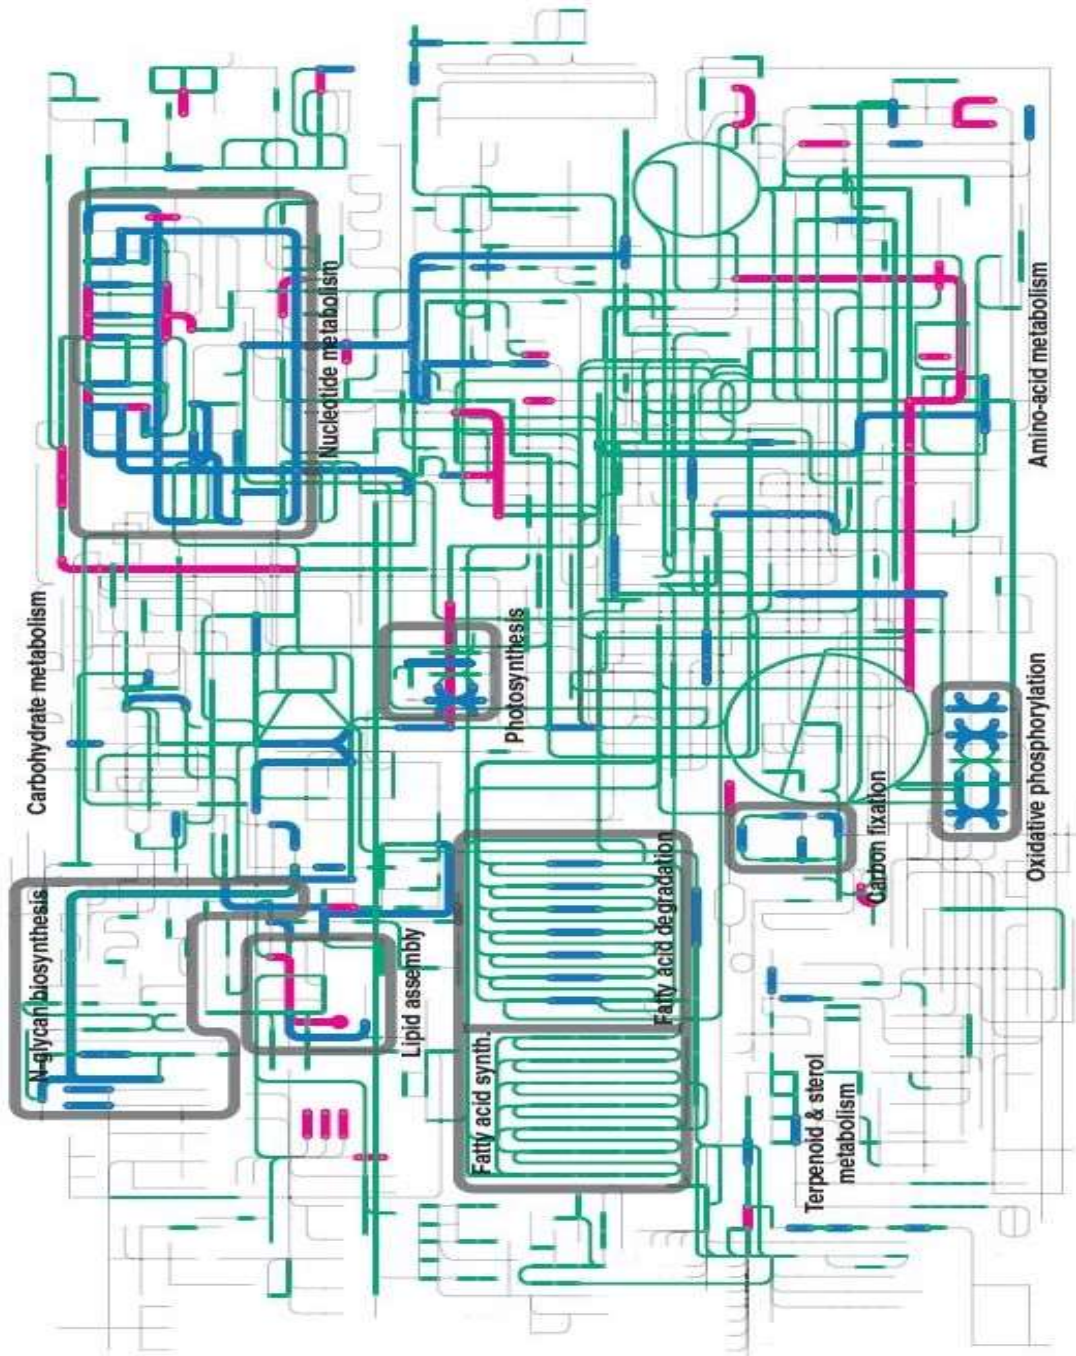 N-glycan biosynthesis
Carbohydrate metabolism
Nucleotide metabolism
Lipid assembly
Photosynthesis
Fatty acid synth.
Fatty acid degradation
Carbon fixation
Terpenoid & sterol
metabolism
Oxidative phosphorylation
Amino-acid metabolism